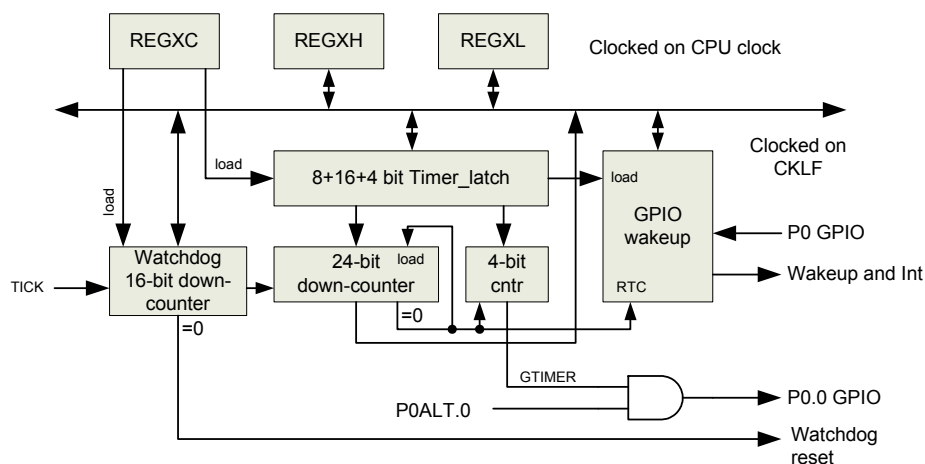 REGXC
REGXH
REGXL
Clocked on CPU clock
Clocked on
CKLF
load
load
8+16+4 bit Timer_latch
load
GPIO
wakeup
RTC
P0 GPIO
Wakeup and Int
TICK
Watchdog
16-bit down-
counter
=0
24-bit
load
down-counter
=0
4-bit
cntr
GTIMER
P0ALT.0
P0.0 GPIO
Watchdog
reset